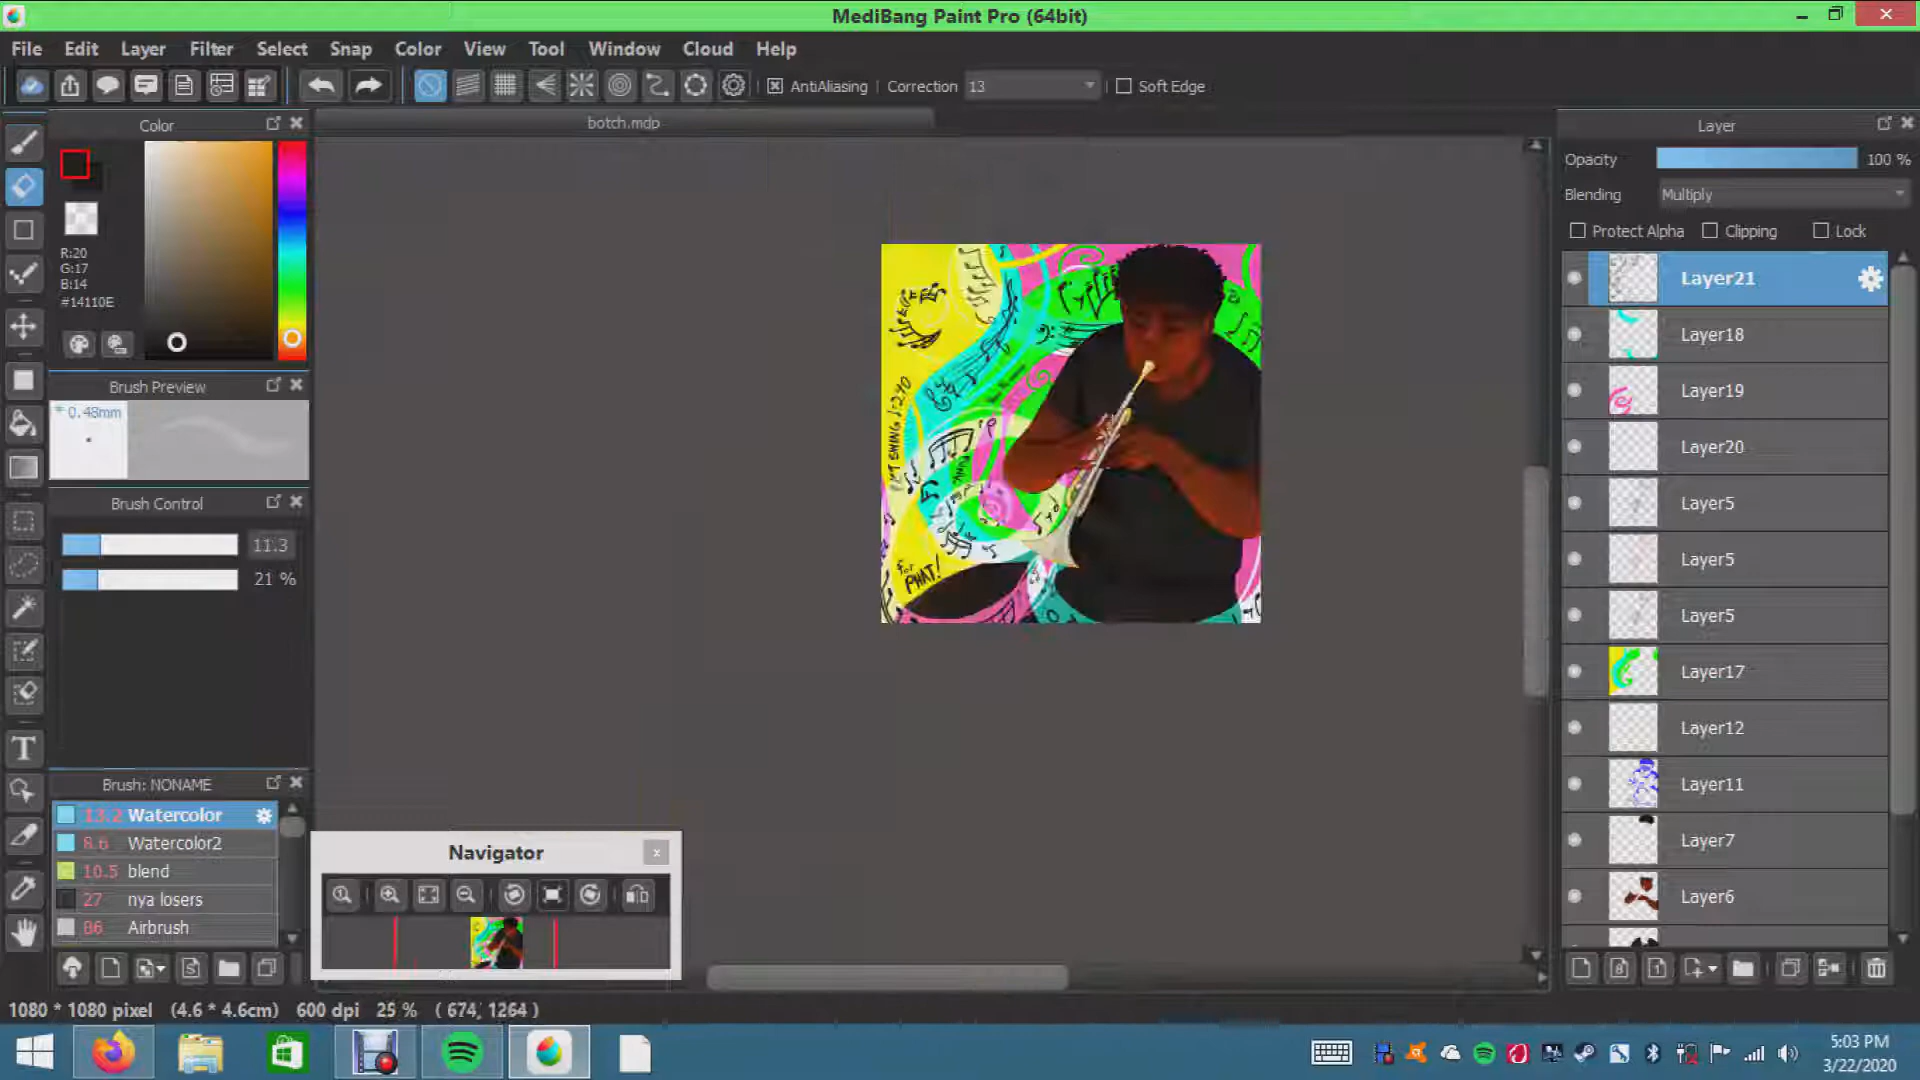 MediBang Paint Pro (64bit)
File Edit Layer Filter Select Snap Color View Tool Window Cloud Help
AntiAliasing Correction 13 Soft Edge
Color
botch.mdp
Layer
R:20
G:17
B:14
#14110E
Opacity 100 %
Blending Multiply
Protect Alpha Clipping Lock
Brush Preview
0.48mm
Brush Control
11.3
21 %
Layer21
Layer18
Layer19
Layer20
Layer5
Layer5
Layer5
Layer17
Layer12
Layer11
Layer7
Layer6
SWING ♩=240
PHAT!
Brush: NONAME
13.2 Watercolor
8.6 Watercolor2
10.5 blend
27 nya losers
86 Airbrush
Navigator
1080 * 1080 pixel (4.6 * 4.6cm) 600 dpi 25 % ( 674, 1264 )
5:03 PM
3/22/2020